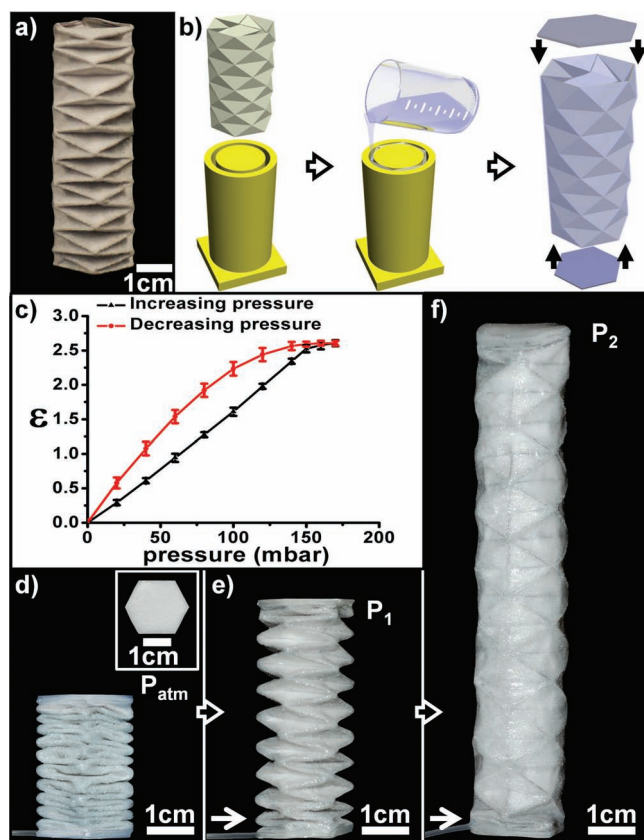 a)
1cm
b)
c)
Increasing pressure
Decreasing pressure
3.0
2.5
2.0
1.5
1.0
0.5
0.0
ε
0
50
100
150
200
pressure (mbar)
d)
1cm
Patm
1cm
e)
P1
1cm
f)
P2
1cm